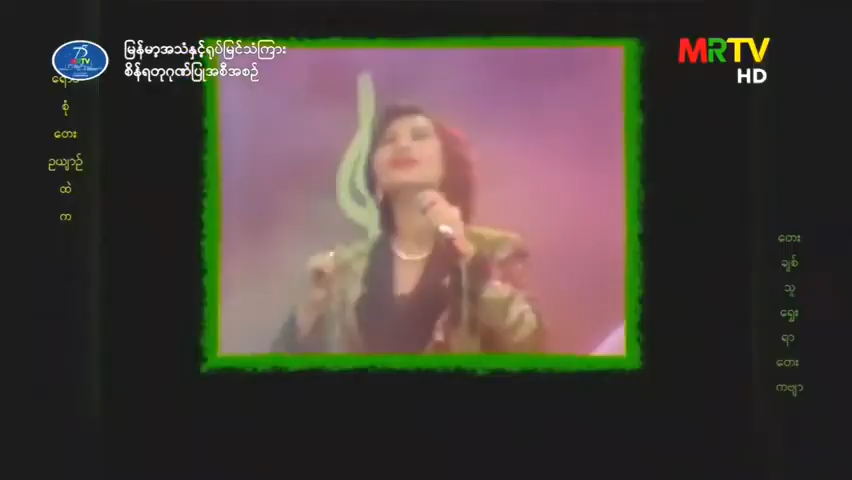 မြန်မာ့အသံနှင့်ရုပ်မြင်သံကြား
စိန်ရတုဂုဏ်ပြုအစီအစဉ်
MRTV
HD
75
MRTV
စုံ
တေး
ဥယျာဉ်
ထဲ
က
တေး
ချစ်
သူ
ရှေး
ရာ
တေး
ကဗျာ